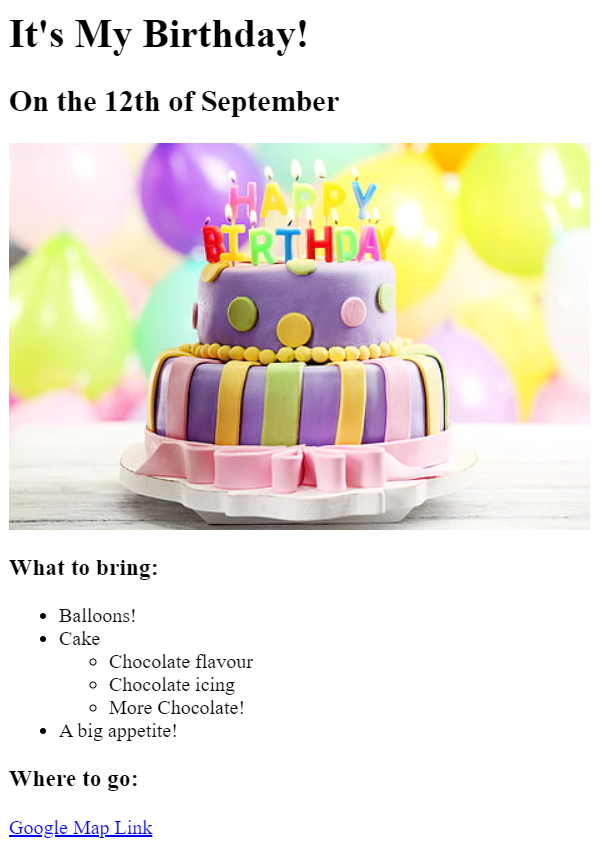 It's My Birthday!
On the 12th of September
HAPPY
BIRTHDAY
What to bring:
Balloons!
Cake
Chocolate flavour
Chocolate icing
More Chocolate!
A big appetite!
Where to go:
Google Map Link